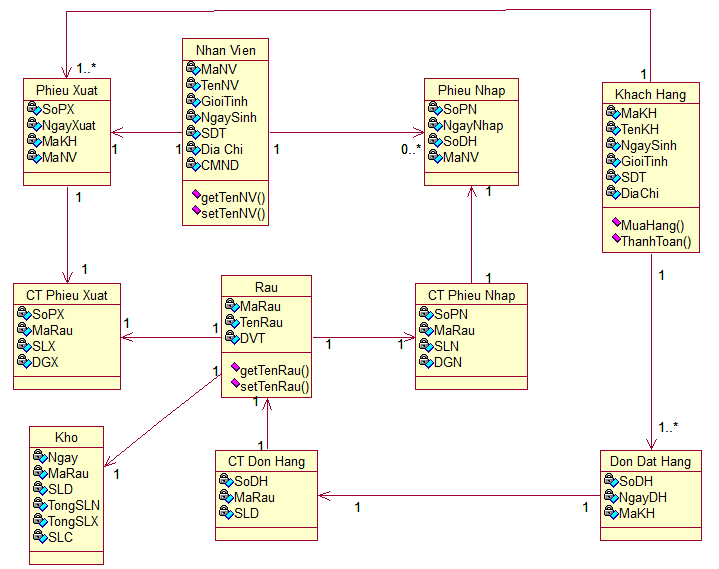 Nhan Vien
MaNV
TenNV
GioiTinh
NgaySinh
SDT
Dia Chi
CMND
getTenNV()
setTenNV()
1..*
Phieu Xuat
SoPX
NgayXuat
MaKH
MaNV
1
1
1
0..*
Phieu Nhap
SoPN
NgayNhap
SoDH
MaNV
1
Khach Hang
MaKH
TenKH
NgaySinh
GioiTinh
SDT
DiaChi
MuaHang()
ThanhToan()
1
1
1
1
1
CT Phieu Xuat
SoPX
MaRau
SLX
DGX
1
1
Rau
MaRau
TenRau
DVT
getTenRau()
setTenRau()
1
1
CT Phieu Nhap
SoPN
MaRau
SLN
DGN
1
1
1
1
1..*
Kho
Ngay
MaRau
SLD
TongSLN
TongSLX
SLC
CT Don Hang
SoDH
MaRau
SLD
1
1
Don Dat Hang
SoDH
NgayDH
MaKH